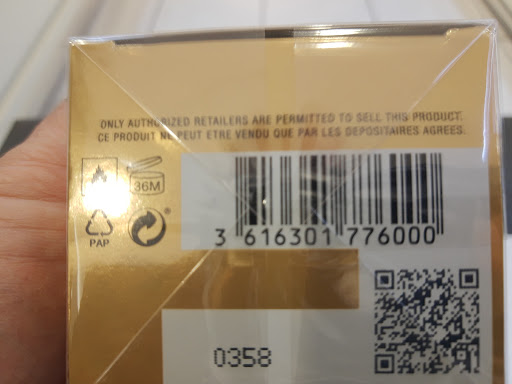 ONLY AUTHORIZED RETAILERS ARE PERMITTED TO SELL THIS PRODUCT.
CE PRODUIT NE PEUT ETRE VENDU QUE PAR LES DEPOSITAIRES AGREES.
36M
PAP
®
3 616301 776000
0358